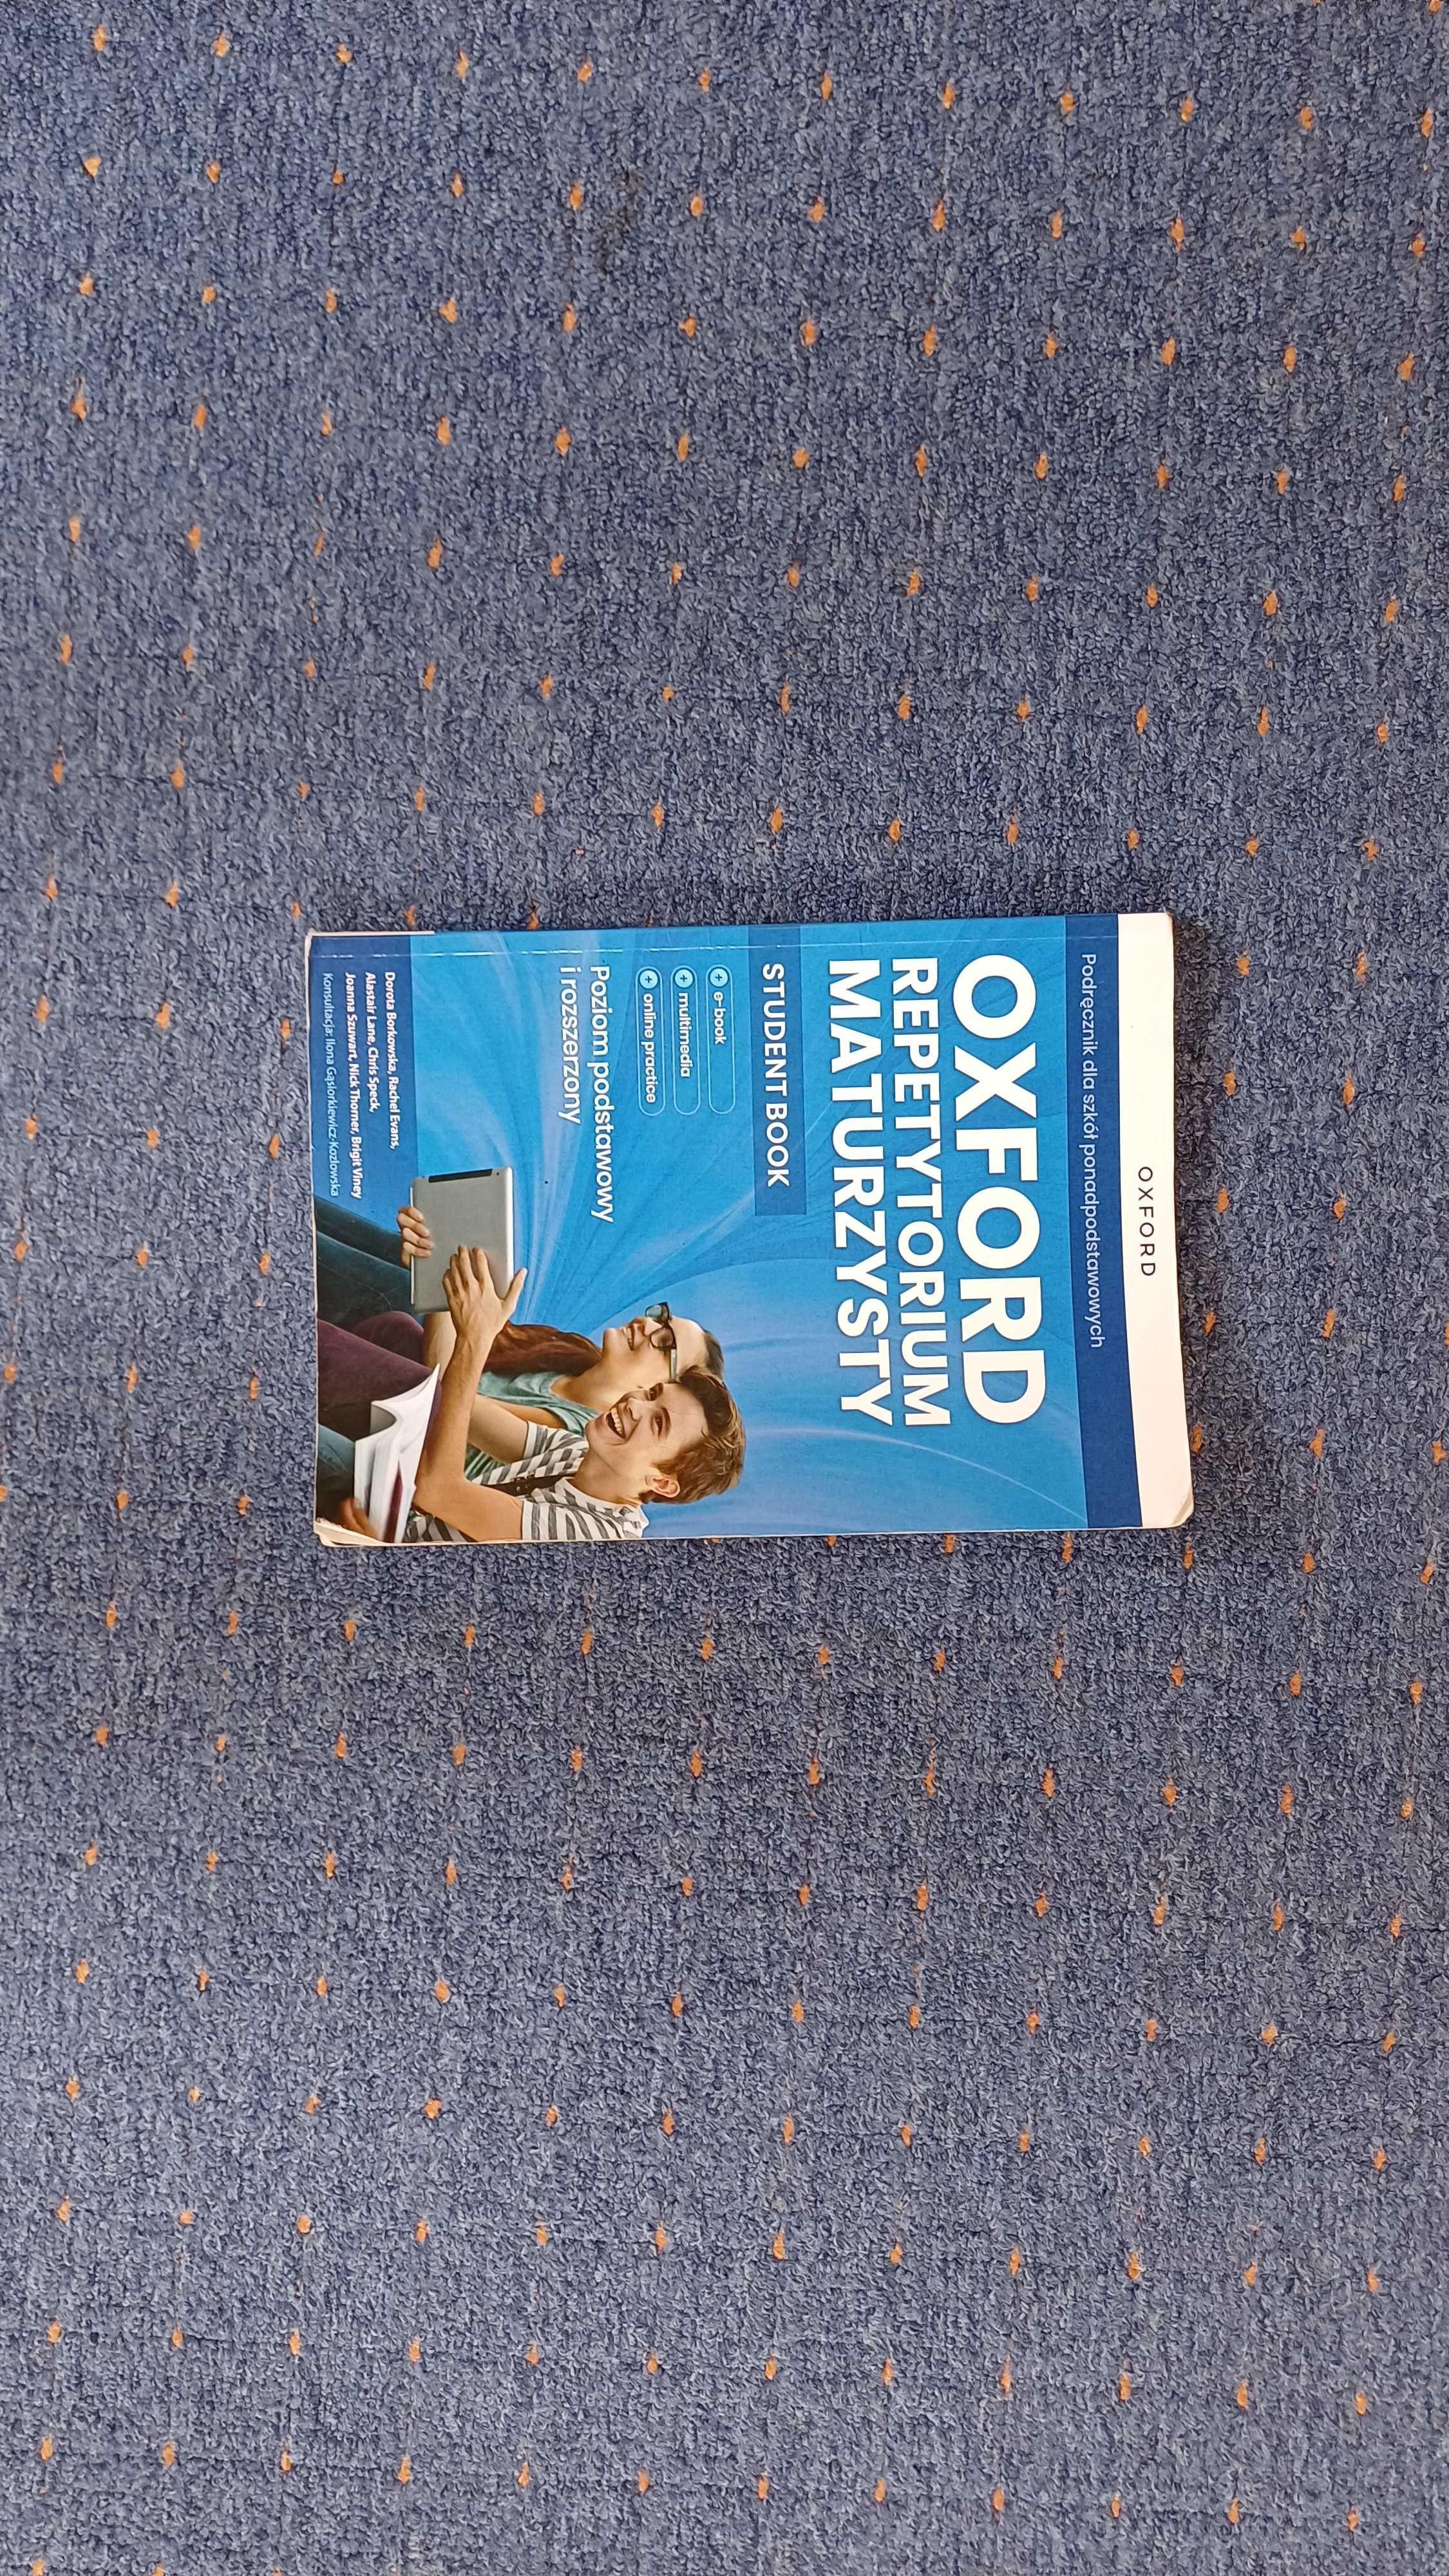 OXFORD
Podręcznik dla szkół ponadpodstawowych
OXFORD
REPETYTORIUM
MATURZYSTY
STUDENT BOOK
+ e-book
+ multimedia
+ online practice
Poziom podstawowy
i rozszerzony
Dorota Borkowska, Rachel Evans,
Alastair Lane, Chris Speck,
Joanna Szuwart, Nick Thorner, Brigit Viney
Konsultacja: Ilona Gąsiorkiewicz-Kozłowska